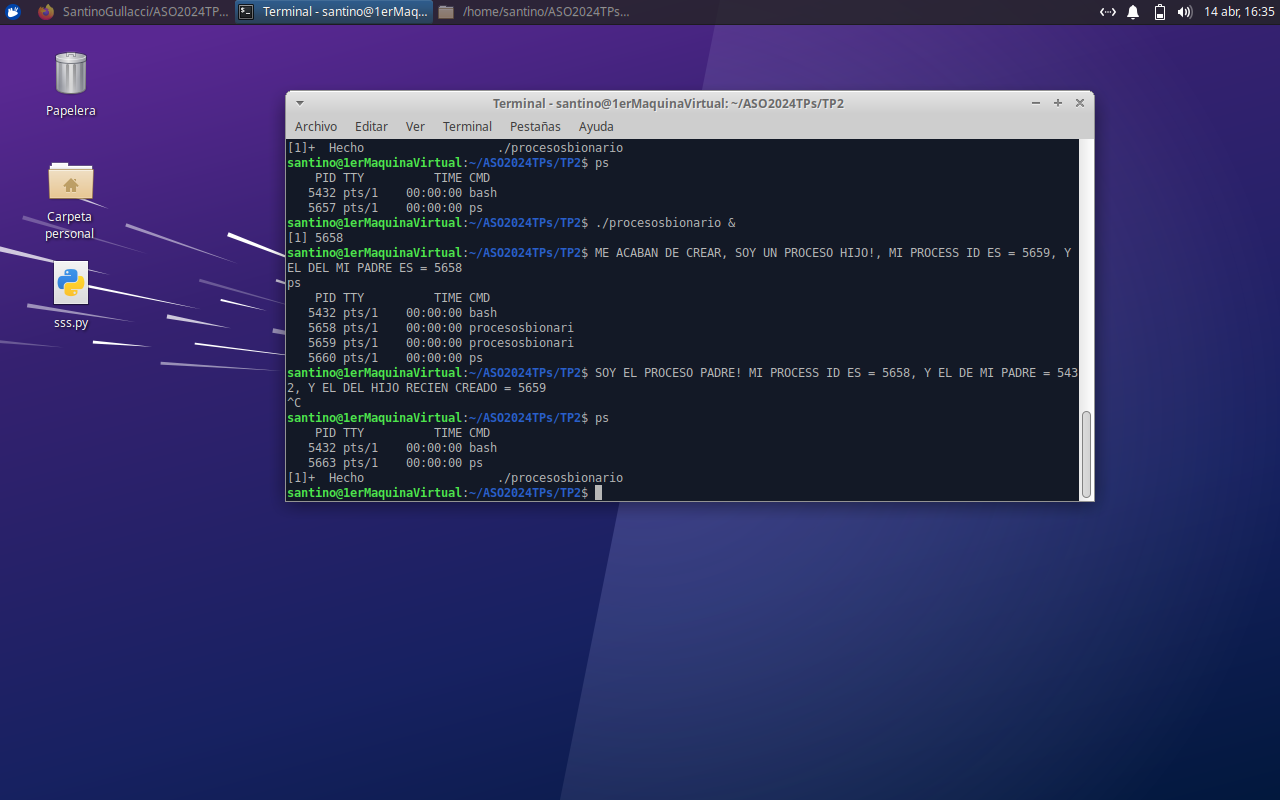 SantinoGullacci/ASO2024TP...
Terminal - santino@1erMaq...
/home/santino/ASO2024TPs...
14 abr, 16:35
Papelera
Carpeta
personal
sss.py
Terminal - santino@1erMaquinaVirtual: ~/ASO2024TPs/TP2
Archivo Editar Ver Terminal Pestañas Ayuda
[1]+  Hecho                   ./procesosbionario
santino@1erMaquinaVirtual:~/ASO2024TPs/TP2$ ps
    PID TTY          TIME CMD
   5432 pts/1    00:00:00 bash
   5657 pts/1    00:00:00 ps
santino@1erMaquinaVirtual:~/ASO2024TPs/TP2$ ./procesosbionario &
[1] 5658
santino@1erMaquinaVirtual:~/ASO2024TPs/TP2$ ME ACABAN DE CREAR, SOY UN PROCESO HIJO!, MI PROCESS ID ES = 5659, Y
EL DEL MI PADRE ES = 5658
ps
    PID TTY          TIME CMD
   5432 pts/1    00:00:00 bash
   5658 pts/1    00:00:00 procesosbionari
   5659 pts/1    00:00:00 procesosbionari
   5660 pts/1    00:00:00 ps
santino@1erMaquinaVirtual:~/ASO2024TPs/TP2$ SOY EL PROCESO PADRE! MI PROCESS ID ES = 5658, Y EL DE MI PADRE = 543
2, Y EL DEL HIJO RECIEN CREADO = 5659
^C
santino@1erMaquinaVirtual:~/ASO2024TPs/TP2$ ps
    PID TTY          TIME CMD
   5432 pts/1    00:00:00 bash
   5663 pts/1    00:00:00 ps
[1]+  Hecho                   ./procesosbionario
santino@1erMaquinaVirtual:~/ASO2024TPs/TP2$